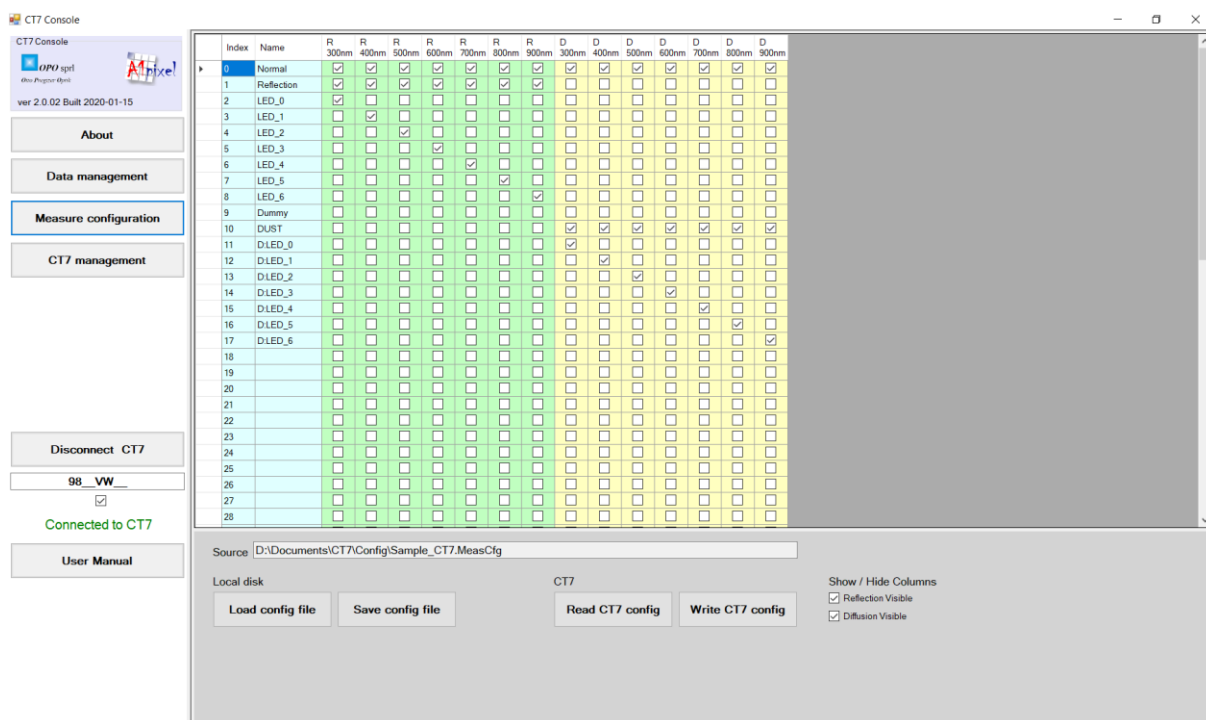 CT7 Console
CT7 Console
OPO sprl
ver 2.0.02 Built 2020-01-15
About
Data management
Measure configuration
CT7 management
Disconnect CT7
98__VW__
Connected to CT7
User Manual
Index Name R 300nm R 400nm R 500nm R 600nm R 700nm R 800nm R 900nm D 300nm D 400nm D 500nm D 600nm D 700nm D 800nm D 900nm
0 Normal
1 Reflection
2 LED_0
3 LED_1
4 LED_2
5 LED_3
6 LED_4
7 LED_5
8 LED_6
9 Dummy
10 DUST
11 D:LED_0
12 D:LED_1
13 D:LED_2
14 D:LED_3
15 D:LED_4
16 D:LED_5
17 D:LED_6
18
19
20
21
22
23
24
25
26
27
28
Source D:\Documents\CT7\Config\Sample_CT7.MeasCfg
Local disk
Load config file Save config file
CT7
Read CT7 config Write CT7 config
Show / Hide Columns
Reflection Visible
Diffusion Visible